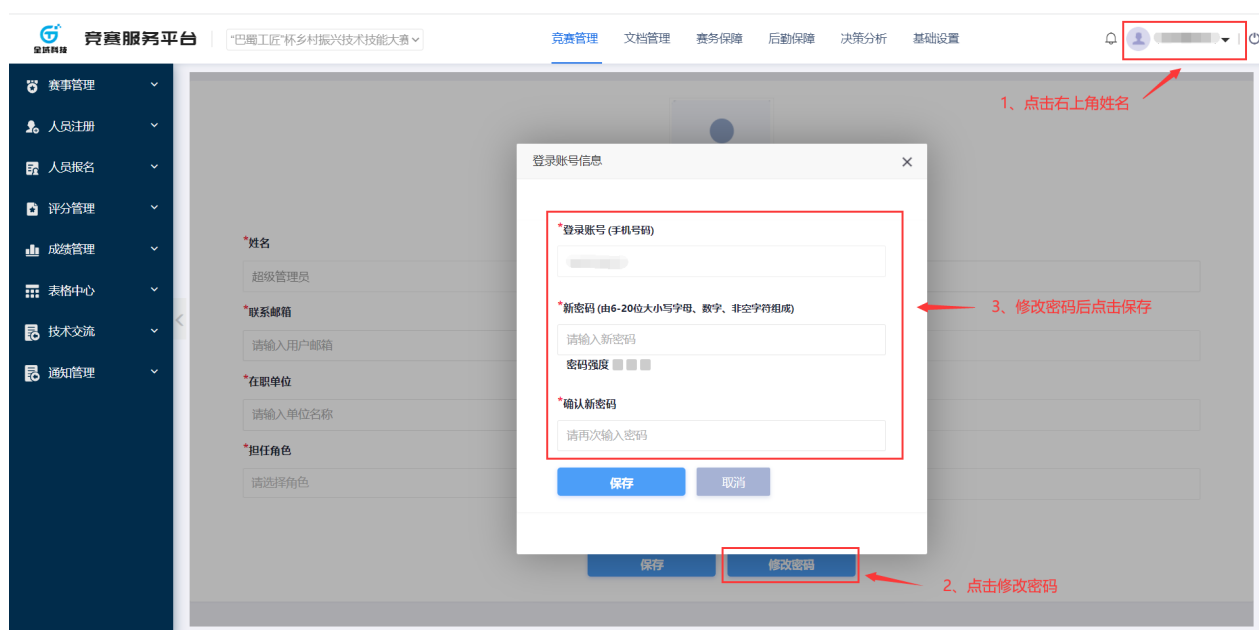 全域科技
竞赛服务平台
“巴蜀工匠”杯乡村振兴技术技能大赛
竞赛管理 文档管理 赛务保障 后勤保障 决策分析 基础设置
1、点击右上角姓名
赛事管理
人员注册
人员报名
评分管理
成绩管理
表格中心
技术交流
通知管理
*姓名
超级管理员
*联系邮箱
请输入用户邮箱
*在职单位
请输入单位名称
*担任角色
请选择角色
登录账号信息
*登录账号 (手机号码)
*新密码 (由6-20位大小写字母、数字、非空字符组成)
请输入新密码
密码强度
*确认新密码
请再次输入密码
保存 取消
3、修改密码后点击保存
保存 修改密码
2、点击修改密码